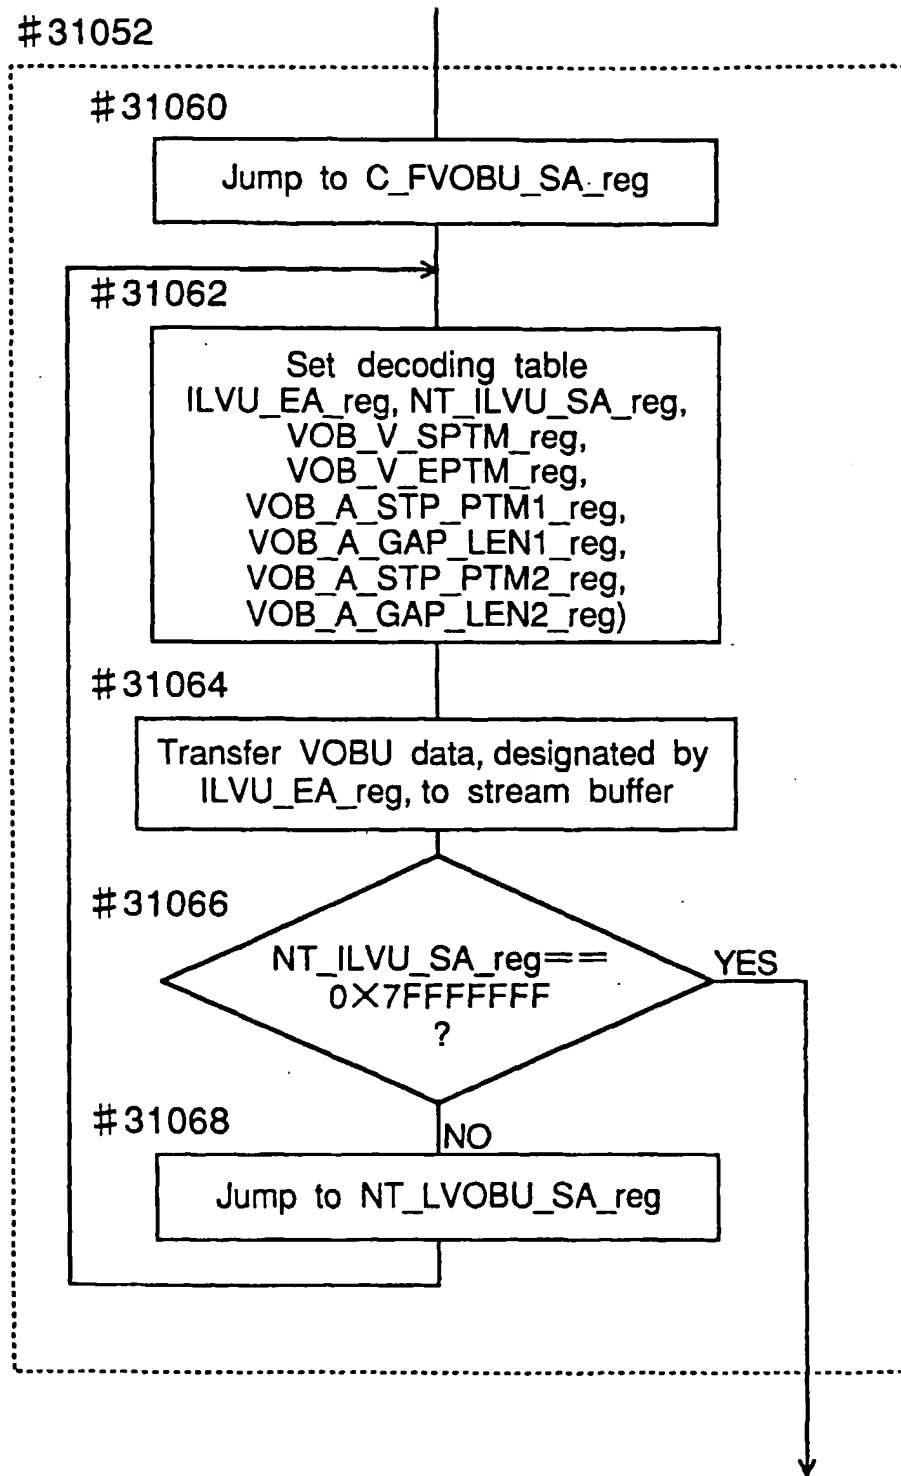 #31052
#31060
Jump to C_FVOBU_SA_reg
#31062
Set decoding table
ILVU_EA_reg, NT_ILVU_SA_reg,
VOB_V_SPTM_reg,
VOB_V_EPTM_reg,
VOB_A_STP_PTM1_reg,
VOB_A_GAP_LEN1_reg,
VOB_A_STP_PTM2_reg,
VOB_A_GAP_LEN2_reg)
#31064
Transfer VOBU data, designated by
ILVU_EA_reg, to stream buffer
#31066
NT_ILVU_SA_reg==
0X7FFFFFFF
?
YES
#31068
NO
Jump to NT_LVOBU_SA_reg